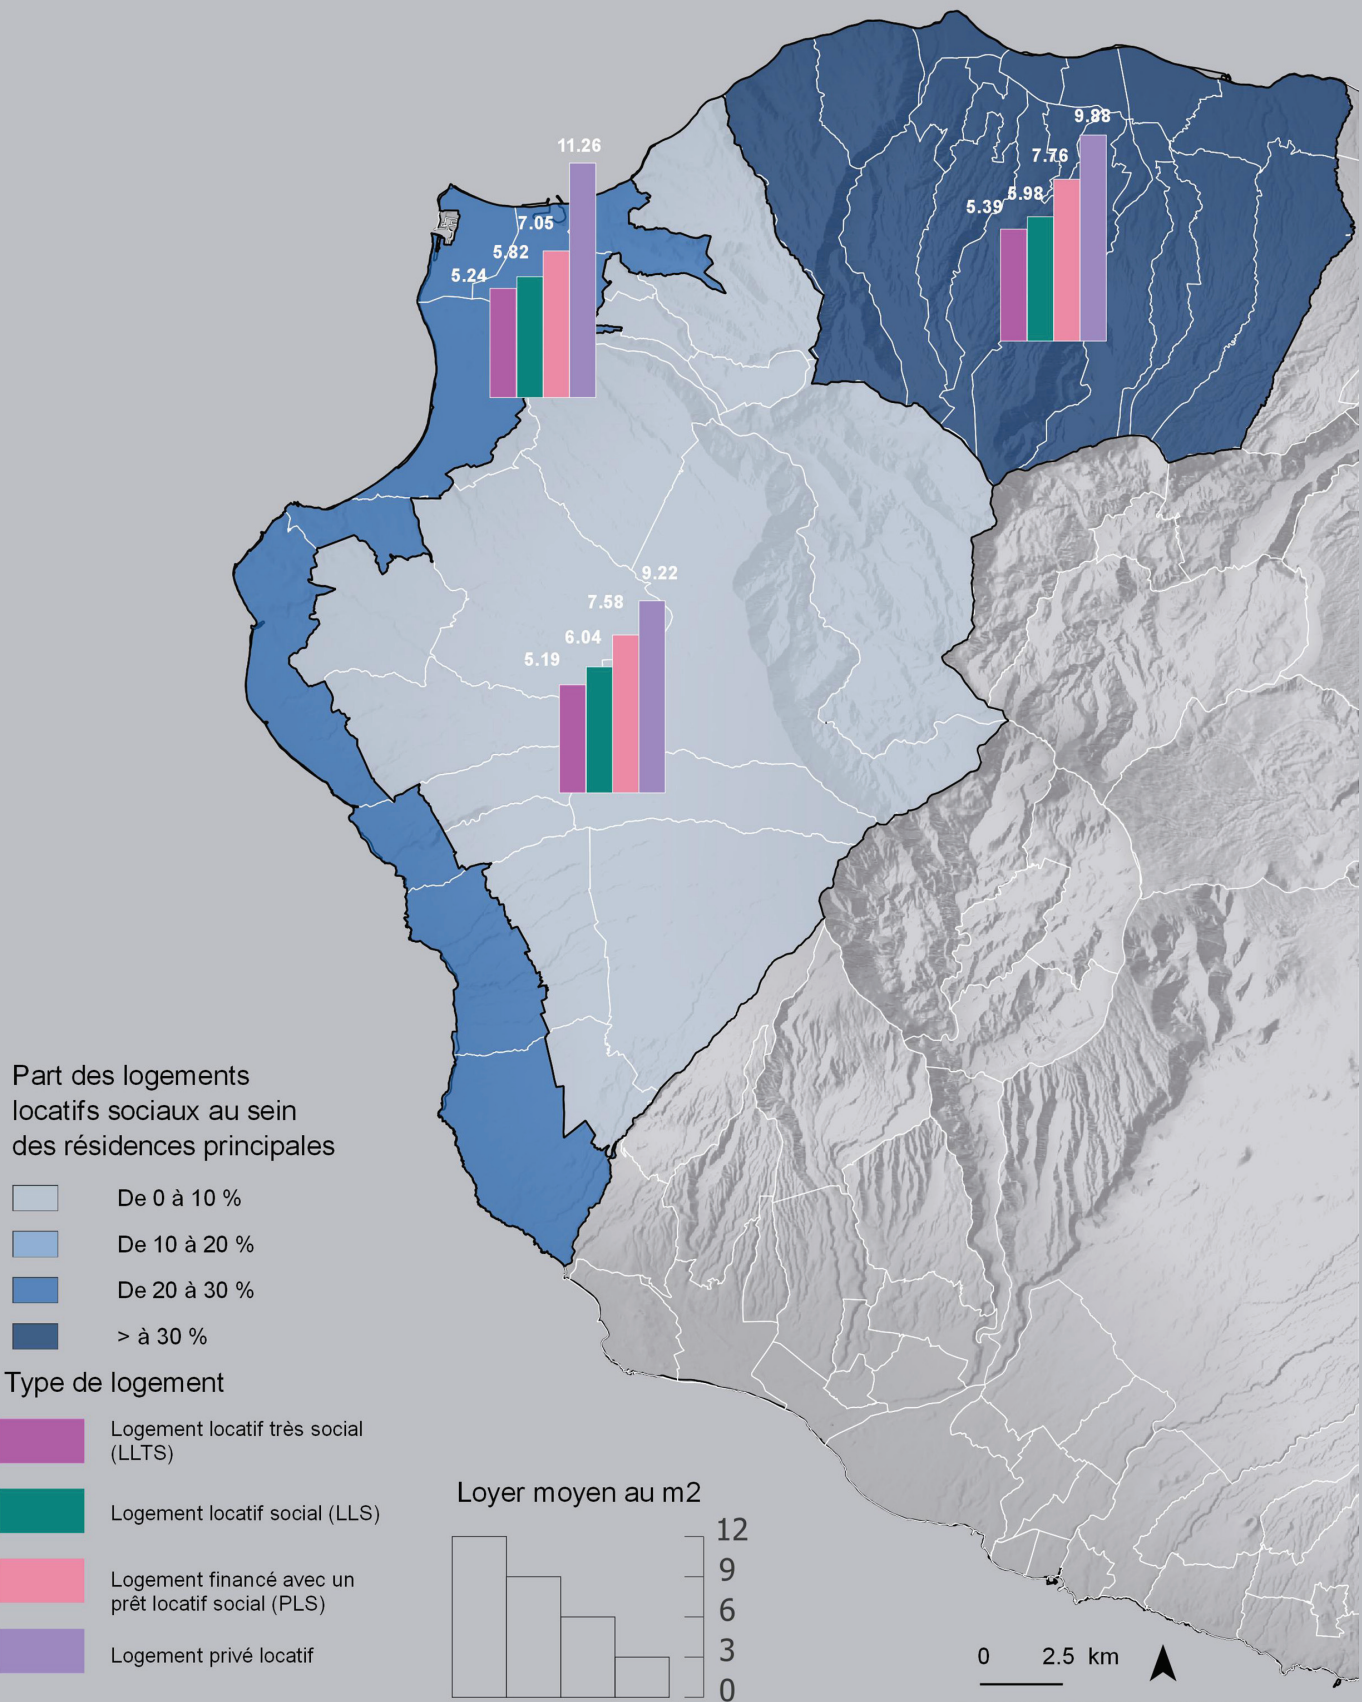 9.88
7.76
5.98
5.39
11.26
7.05
5.82
5.24
9.22
7.58
6.04
5.19
Part des logements
locatifs sociaux au sein
des résidences principales
De 0 à 10 %
De 10 à 20 %
De 20 à 30 %
> à 30 %
Type de logement
Logement locatif très social
(LLTS)
Logement locatif social (LLS)
Logement financé avec un
prêt locatif social (PLS)
Logement privé locatif
Loyer moyen au m2
12
9
6
3
0
0 2.5 km